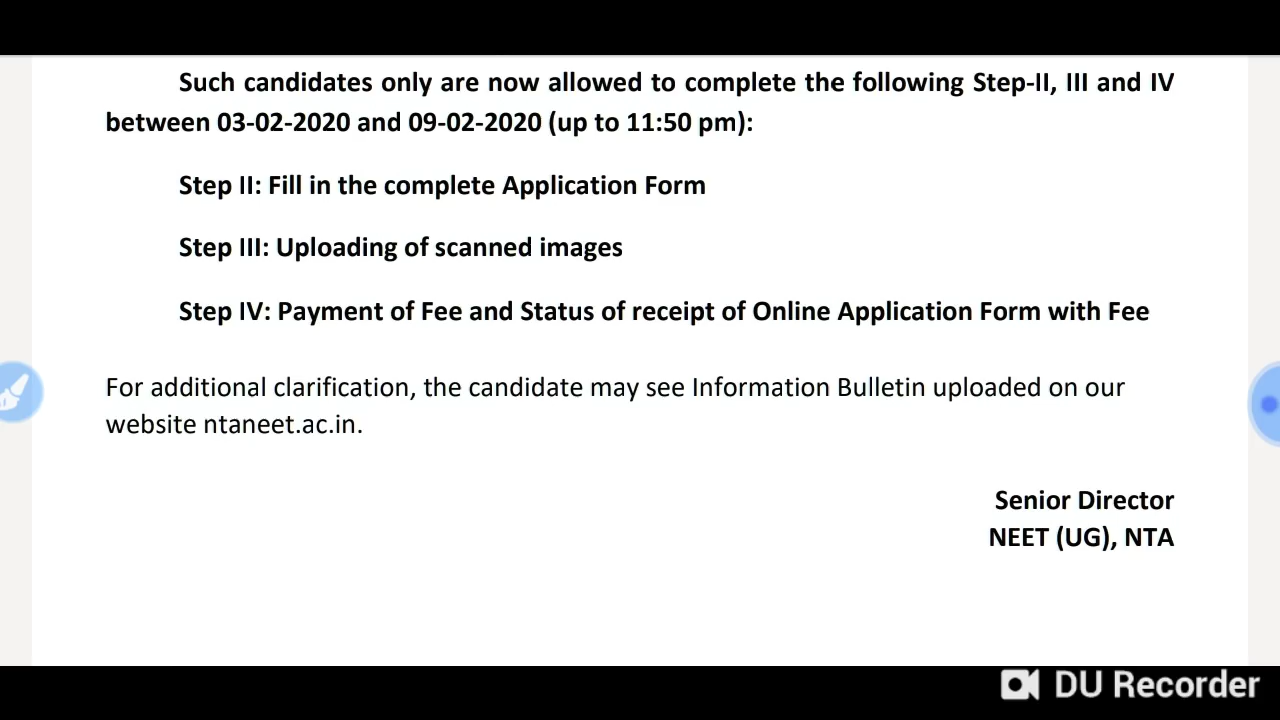 Such candidates only are now allowed to complete the following Step-II, III and IV
between 03-02-2020 and 09-02-2020 (up to 11:50 pm):
Step II: Fill in the complete Application Form
Step III: Uploading of scanned images
Step IV: Payment of Fee and Status of receipt of Online Application Form with Fee
For additional clarification, the candidate may see Information Bulletin uploaded on our
website ntaneet.ac.in.
Senior Director
NEET (UG), NTA
DU Recorder